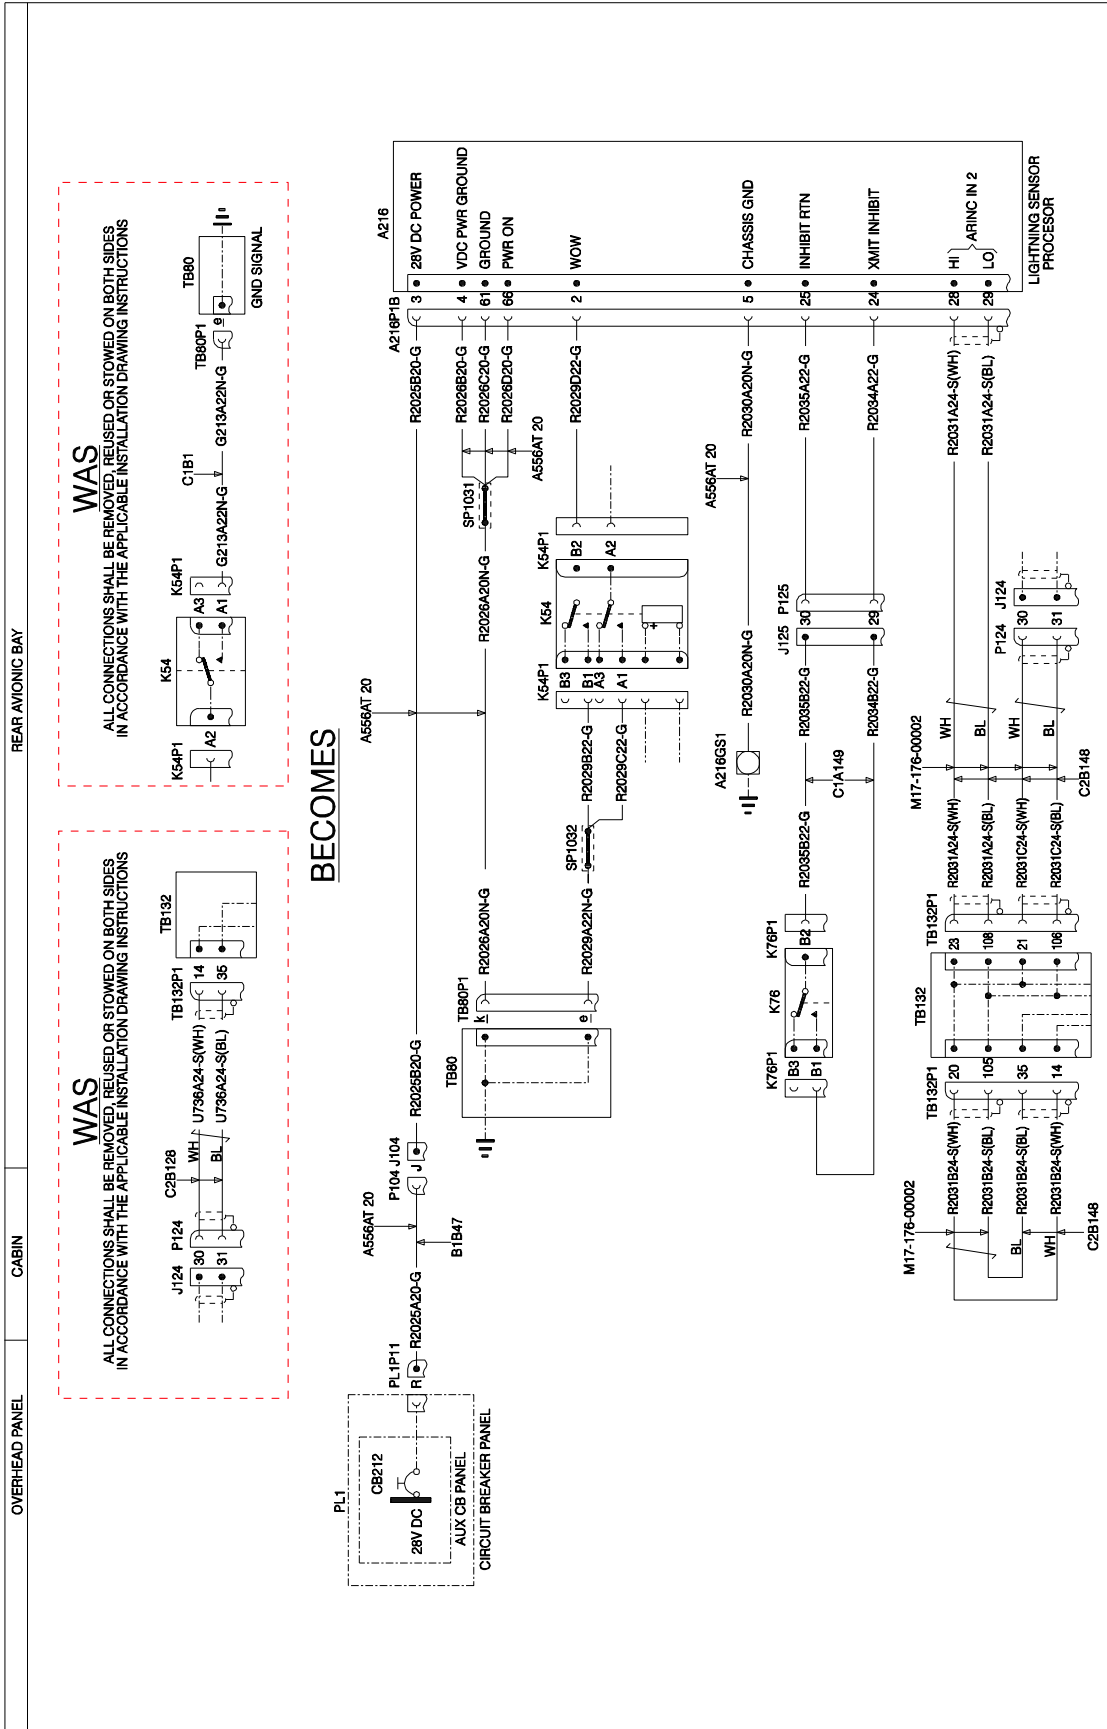 OVERHEAD PANEL
CABIN
REAR AVIONIC BAY
WAS
ALL CONNECTIONS SHALL BE REMOVED, REUSED OR STOWED ON BOTH SIDES
IN ACCORDANCE WITH THE APPLICABLE INSTALLATION DRAWING INSTRUCTIONS
J124
30
31
P124
C2B128
WH
BL
U736A24-S(WH)
U736A24-S(BL)
TB132P1
14
35
TB132
WAS
ALL CONNECTIONS SHALL BE REMOVED, REUSED OR STOWED ON BOTH SIDES
IN ACCORDANCE WITH THE APPLICABLE INSTALLATION DRAWING INSTRUCTIONS
K54P1
A2
K54
A3
A1
K54P1
G213A22N-G
C1B1
G213A22N-G
TB80P1
e
TB80
GND SIGNAL
BECOMES
PL1
CB212
28V DC
AUX CB PANEL
CIRCUIT BREAKER PANEL
PL1P11
R
R2025A20-G
A556AT 20
B1B47
P104 J104
J
R2025B20-G
A556AT 20
R2025B20-G
A216P1B
3
28V DC POWER
A216
TB80
TB80P1
k
e
R2026A20N-G
R2026A20N-G
SP1031
R2026B20-G
R2026C20-G
R2026D20-G
A556AT 20
4
61
66
VDC PWR GROUND
GROUND
PWR ON
R2029A22N-G
SP1032
R2029B22-G
R2029C22-G
K54P1
B3
B1
A3
A1
K54
+
B2
A2
K54P1
R2029D22-G
2
WOW
A216GS1
R2030A20N-G
A556AT 20
R2030A20N-G
5
CHASSIS GND
K76P1
B3
B1
K76
B2
K76P1
R2035B22-G
C1A149
R2035B22-G
R2034B22-G
J125
30
29
P125
R2035A22-G
R2034A22-G
25
24
INHIBIT RTN
XMIT INHIBIT
M17-176-00002
BL
WH
C2B148
R2031B24-S(WH)
R2031B24-S(BL)
R2031B24-S(BL)
R2031B24-S(WH)
TB132P1
20
105
35
14
TB132
23
108
21
106
TB132P1
R2031A24-S(WH)
R2031A24-S(BL)
R2031C24-S(WH)
R2031C24-S(BL)
M17-176-00002
C2B148
WH
BL
WH
BL
P124
30
31
J124
R2031A24-S(WH)
R2031A24-S(BL)
28
29
HI
LO
ARINC IN 2
LIGHTNING SENSOR
PROCESOR